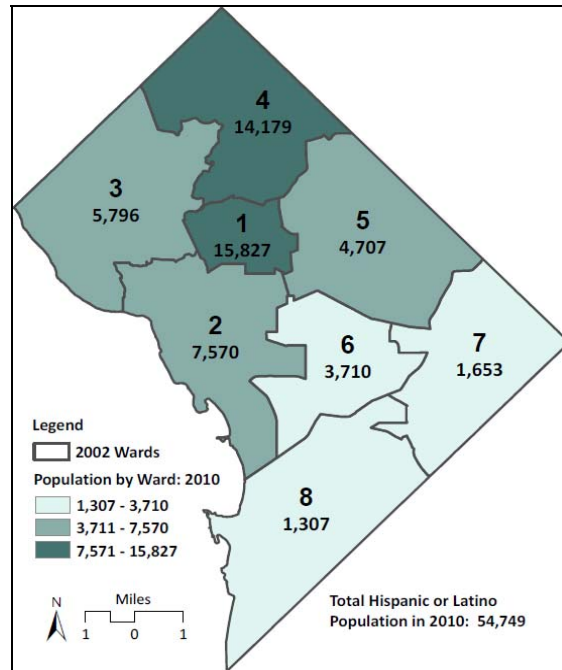 4
14,179
3
5,796
1
15,827
5
4,707
2
7,570
6
3,710
7
1,653
8
1,307
Legend
2002 Wards
Population by Ward: 2010
1,307 - 3,710
3,711 - 7,570
7,571 - 15,827
N
Miles
1 0 1
Total Hispanic or Latino
Population in 2010: 54,749